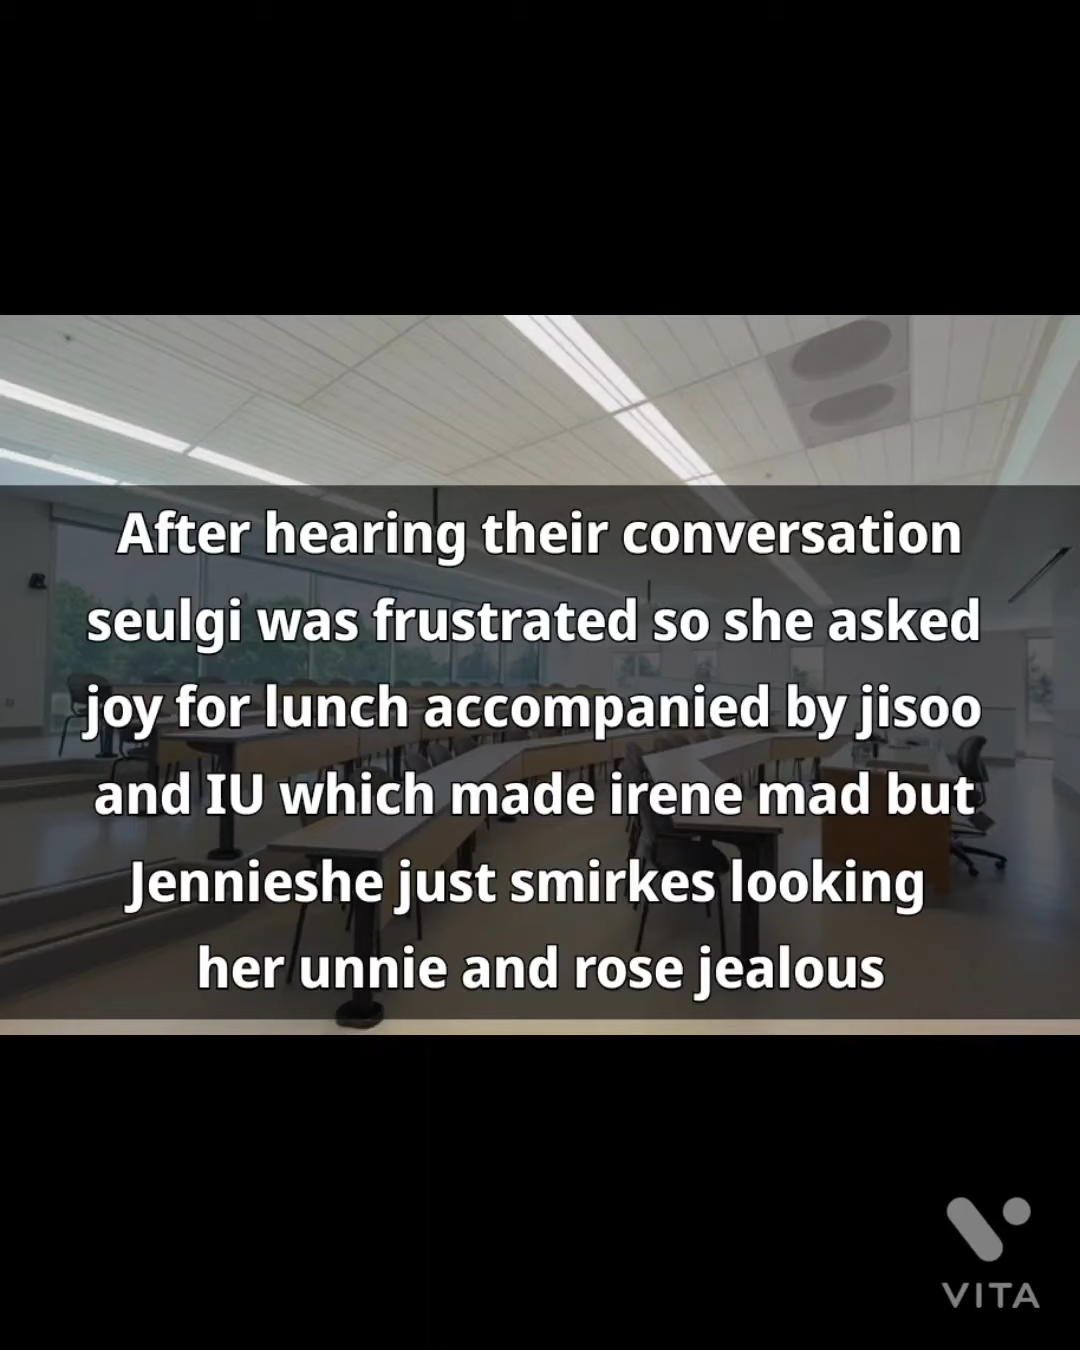 After hearing their conversation
seulgi was frustrated so she asked
joy for lunch accompanied by jisoo
and IU which made irene mad but
Jennieshe just smirkes looking
her unnie and rose jealous
VITA